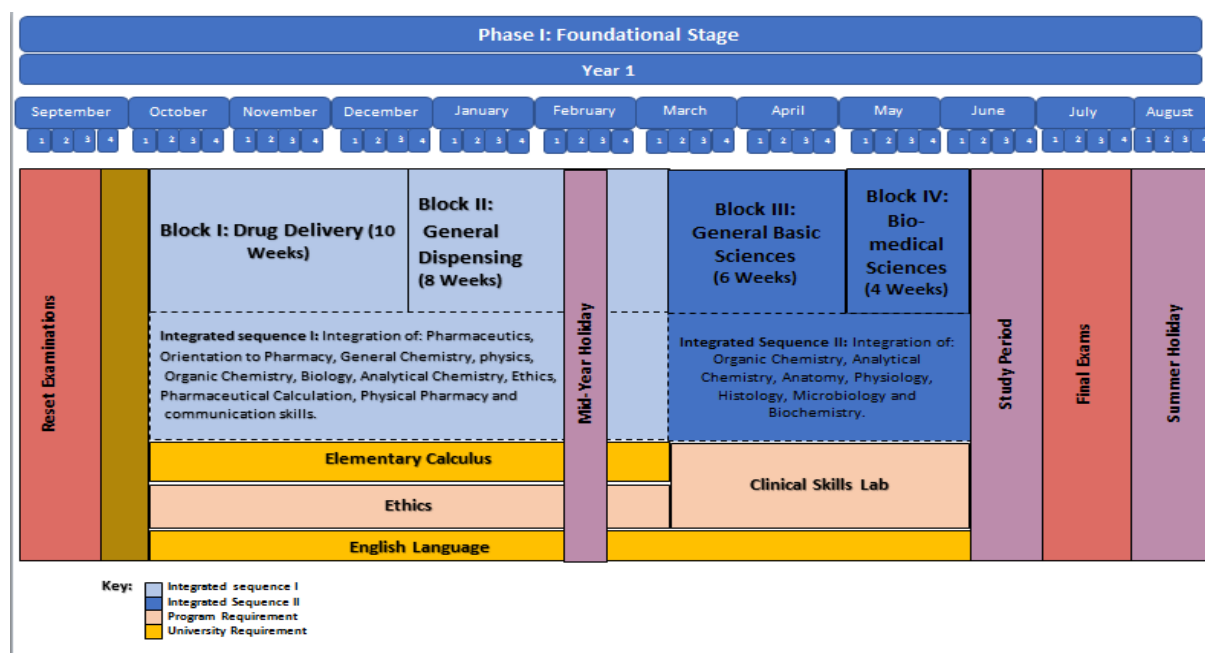 Phase I: Foundational Stage
Year 1
September October November December January February March April May June July August
1 2 3 4 1 2 3 4 1 2 3 4 1 2 3 4 1 2 3 4 1 2 3 4 1 2 3 4 1 2 3 4 1 2 3 4 1 2 3 4 1 2 3 4 1 2 3 4
Reset Examinations
Block I: Drug Delivery (10
Weeks)
Block II:
General
Dispensing
(8 Weeks)
Integrated sequence I: Integration of: Pharmaceutics,
Orientation to Pharmacy, General Chemistry, physics,
Organic Chemistry, Biology, Analytical Chemistry, Ethics,
Pharmaceutical Calculation, Physical Pharmacy and
communication skills.
Mid-Year Holiday
Block III:
General Basic
Sciences
(6 Weeks)
Block IV:
Bio-
medical
Sciences
(4 Weeks)
Integrated Sequence II: Integration of:
Organic Chemistry, Analytical
Chemistry, Anatomy, Physiology,
Histology, Microbiology and
Biochemistry.
Elementary Calculus
Ethics
Clinical Skills Lab
English Language
Study Period
Final Exams
Summer Holiday
Key:
Integrated sequence I
Integrated Sequence II
Program Requirement
University Requirement